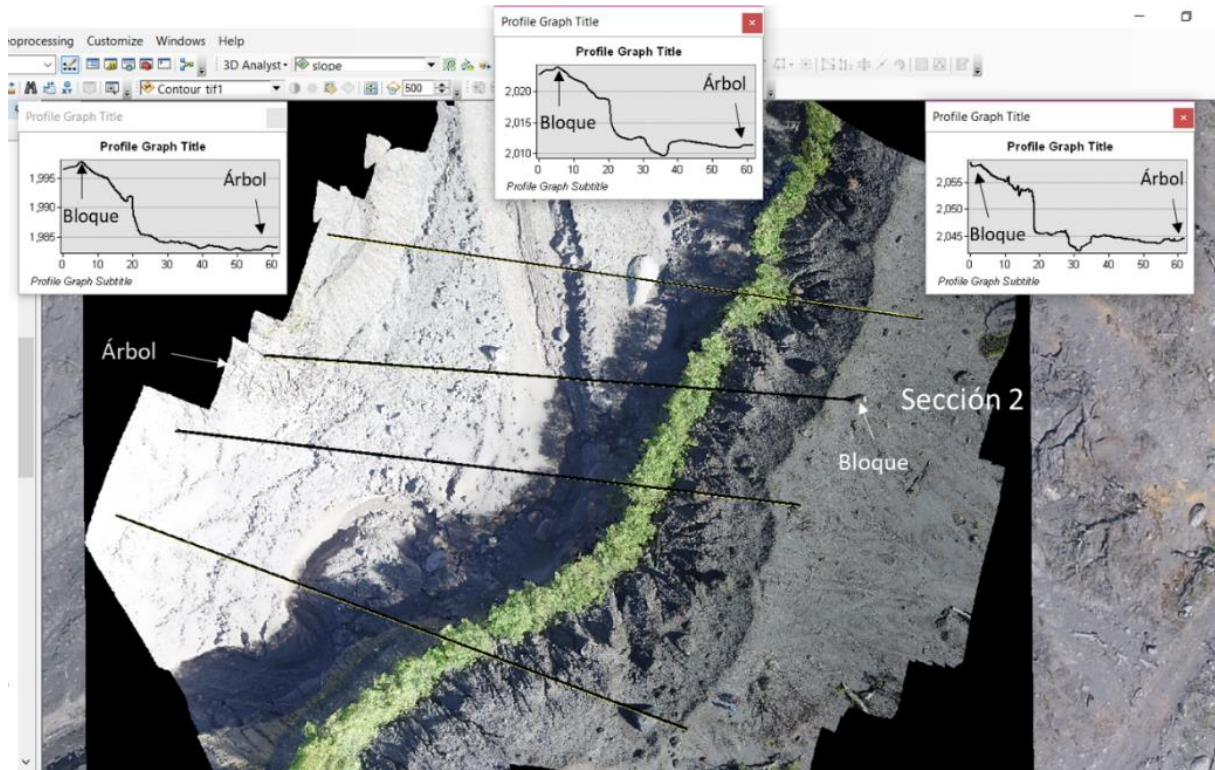 eoprocessing Customize Windows Help
3D Analyst slope
Contour tif1
500
Profile Graph Title
Profile Graph Title
1,995
1,990
1,985
Bloque
Árbol
0 10 20 30 40 50 60
Profile Graph Subtitle
Profile Graph Title
Profile Graph Title
2,020
2,015
2,010
Bloque
Árbol
0 10 20 30 40 50 60
Profile Graph Subtitle
Profile Graph Title
Profile Graph Title
2,055
2,050
2,045
Bloque
Árbol
0 10 20 30 40 50 60
Profile Graph Subtitle
Árbol
Sección 2
Bloque